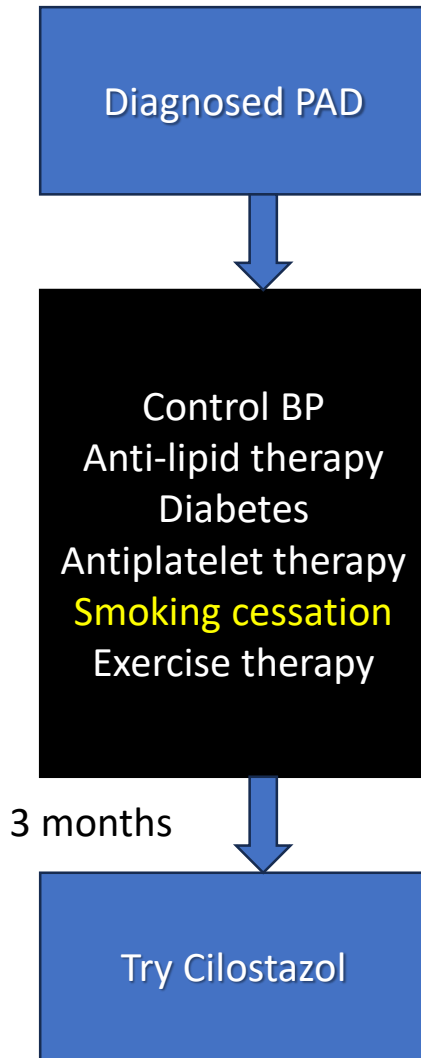 Diagnosed PAD
Control BP
Anti-lipid therapy
Diabetes
Antiplatelet therapy
Smoking cessation
Exercise therapy
3 months
Try Cilostazol